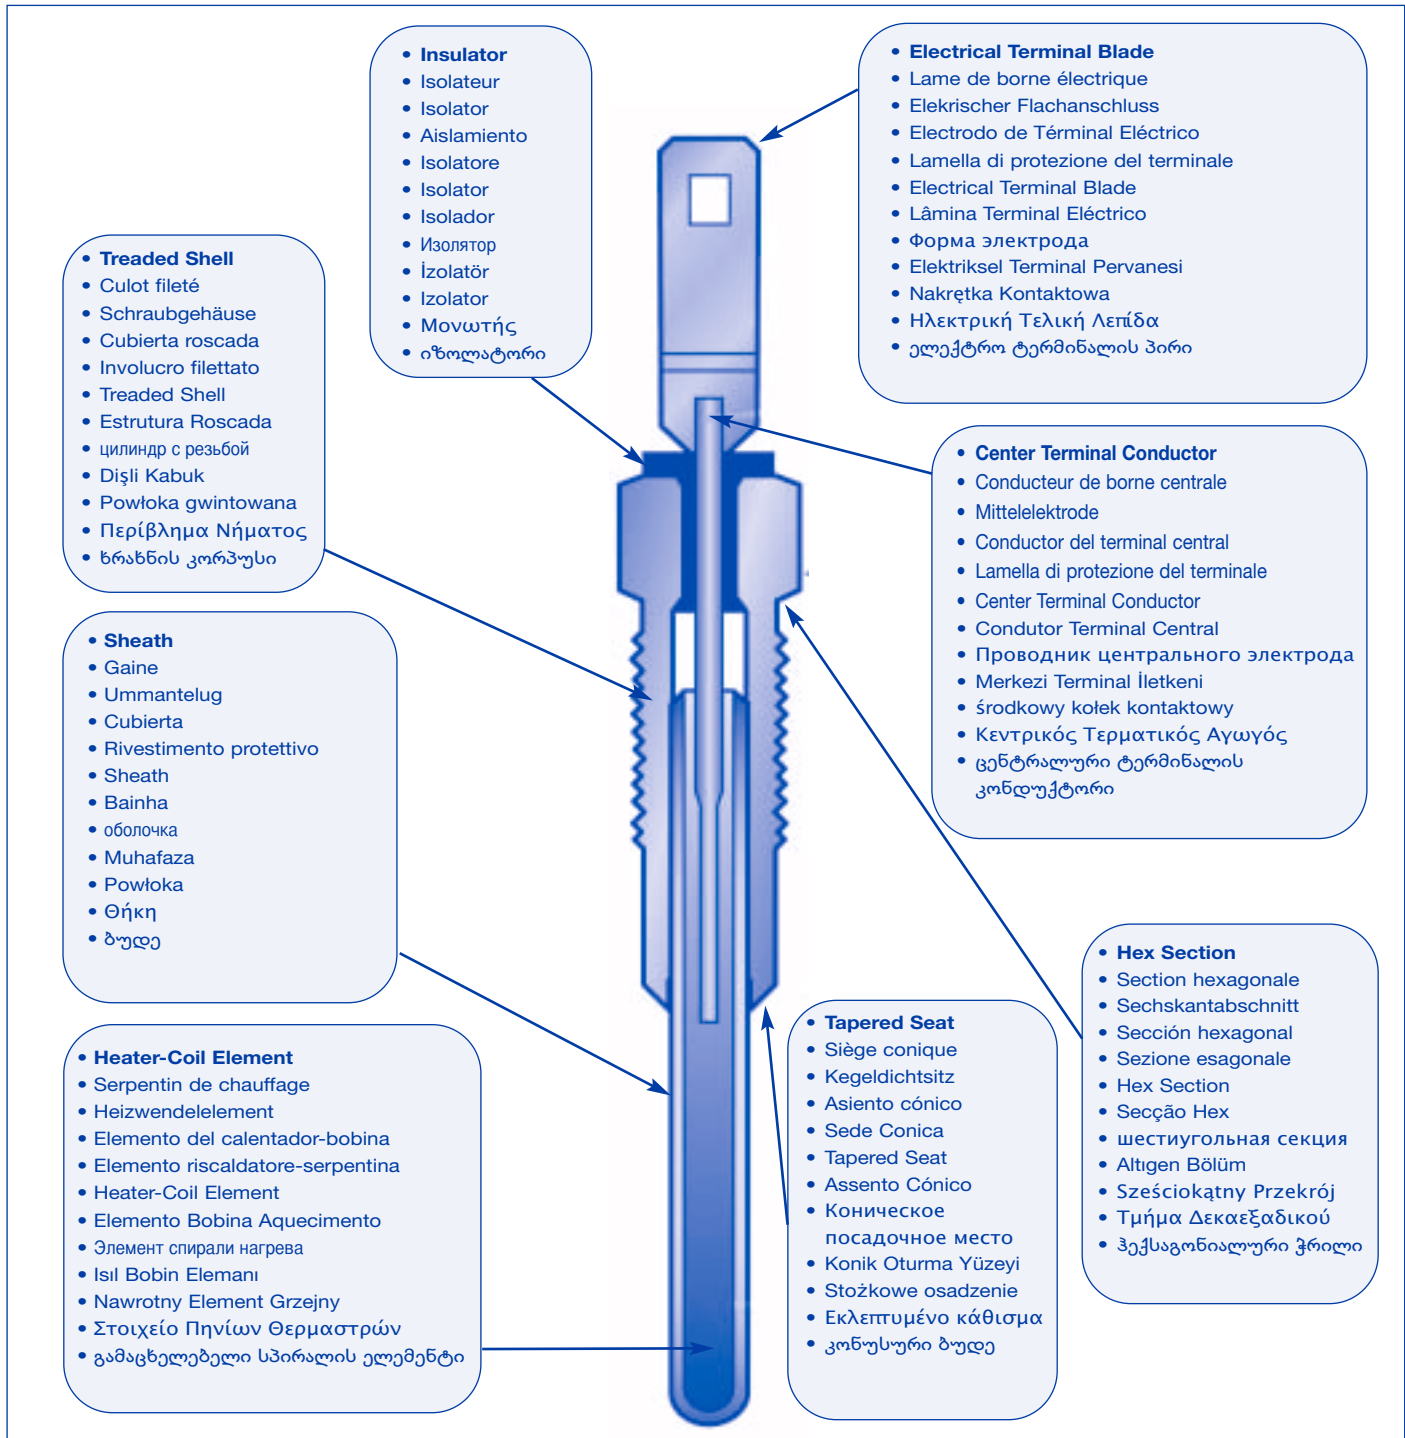 • Insulator
• Isolateur
• Isolator
• Aislamiento
• Isolatore
• Isolator
• Isolador
• Изолятор
• İzolatör
• Izolator
• Μονωτής
• იზოლატორი
• Electrical Terminal Blade
• Lame de borne électrique
• Elekrischer Flachanschluss
• Electrodo de Términal Eléctrico
• Lamella di protezione del terminale
• Electrical Terminal Blade
• Lâmina Terminal Eléctrico
• Форма электрода
• Elektriksel Terminal Pervanesi
• Nakrętka Kontaktowa
• Ηλεκτρική Τελική Λεπίδα
• ელექტრო ტერმინალის პირი
• Treaded Shell
• Culot fileté
• Schraubgehäuse
• Cubierta roscada
• Involucro filettato
• Treaded Shell
• Estrutura Roscada
• цилиндр с резьбой
• Dişli Kabuk
• Powłoka gwintowana
• Περίβλημα Νήματος
• ხრახნის კორპუსი
• Center Terminal Conductor
• Conducteur de borne centrale
• Mittelelektrode
• Conductor del terminal central
• Lamella di protezione del terminale
• Center Terminal Conductor
• Condutor Terminal Central
• Проводник центрального электрода
• Merkezi Terminal İletkeni
• środkowy kołek kontaktowy
• Κεντρικός Τερματικός Αγωγός
• ცენტრალური ტერმინალის
კონდუქტორი
• Sheath
• Gaine
• Ummantelug
• Cubierta
• Rivestimento protettivo
• Sheath
• Bainha
• оболочка
• Muhafaza
• Powłoka
• Θήκη
• ბუდე
• Hex Section
• Section hexagonale
• Sechskantabschnitt
• Sección hexagonal
• Sezione esagonale
• Hex Section
• Secção Hex
• шестиугольная секция
• Altıgen Bölüm
• Sześciokątny Przekrój
• Τμήμα Δεκαεξαδικού
• ჰექსაგონიალური ჭრილი
• Tapered Seat
• Siège conique
• Kegeldichtsitz
• Asiento cónico
• Sede Conica
• Tapered Seat
• Assento Cónico
• Коническое
посадочное место
• Konik Oturma Yüzeyi
• Stożkowe osadzenie
• Εκλεπτυμένο κάθισμα
• კონუსური ბუდე
• Heater-Coil Element
• Serpentin de chauffage
• Heizwendelelement
• Elemento del calentador-bobina
• Elemento riscaldatore-serpentina
• Heater-Coil Element
• Elemento Bobina Aquecimento
• Элемент спирали нагрева
• Isıl Bobin Elemanı
• Nawrotny Element Grzejny
• Στοιχείο Πηνίων Θερμαστρών
• გამაცხელებელი სპირალის ელემენტი